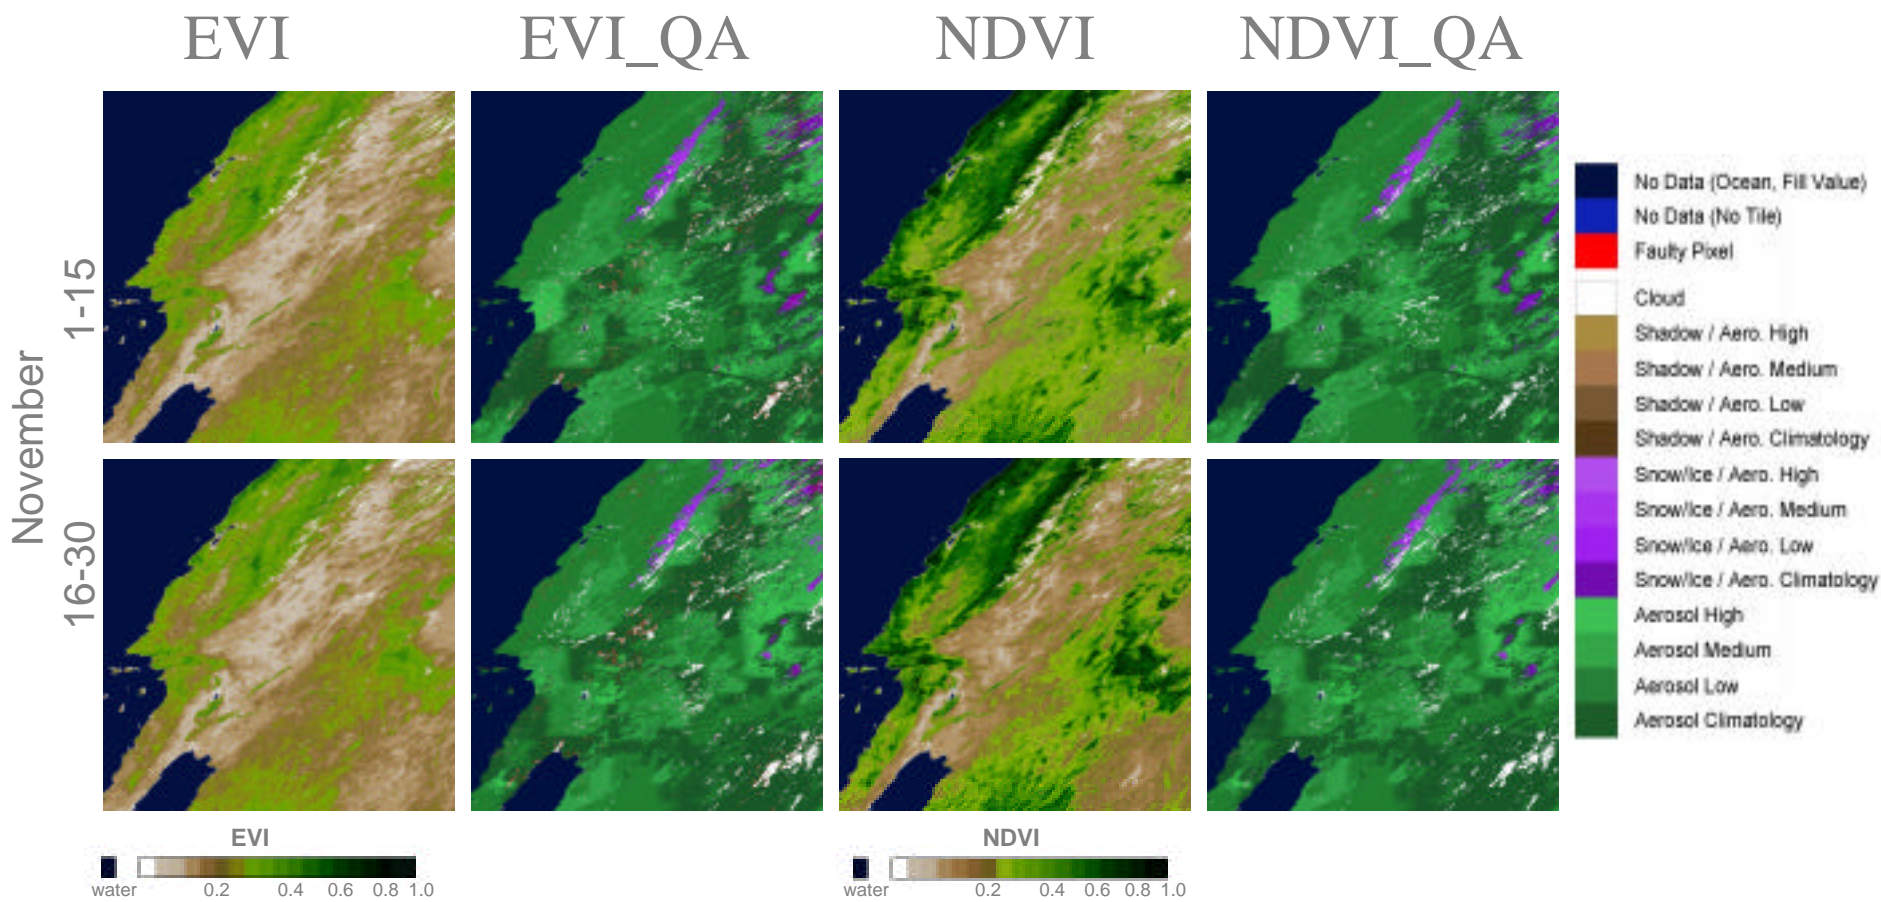 EVI EVI_QA NDVI NDVI_QA
November
1-15
16-30
No Data (Ocean, Fill Value)
No Data (No Tile)
Faulty Pixel
Cloud
Shadow / Aero. High
Shadow / Aero. Medium
Shadow / Aero. Low
Shadow / Aero. Climatology
Snow/Ice / Aero. High
Snow/Ice / Aero. Medium
Snow/Ice / Aero. Low
Snow/Ice / Aero. Climatology
Aerosol High
Aerosol Medium
Aerosol Low
Aerosol Climatology
EVI
water 0.2 0.4 0.6 0.8 1.0
NDVI
water 0.2 0.4 0.6 0.8 1.0